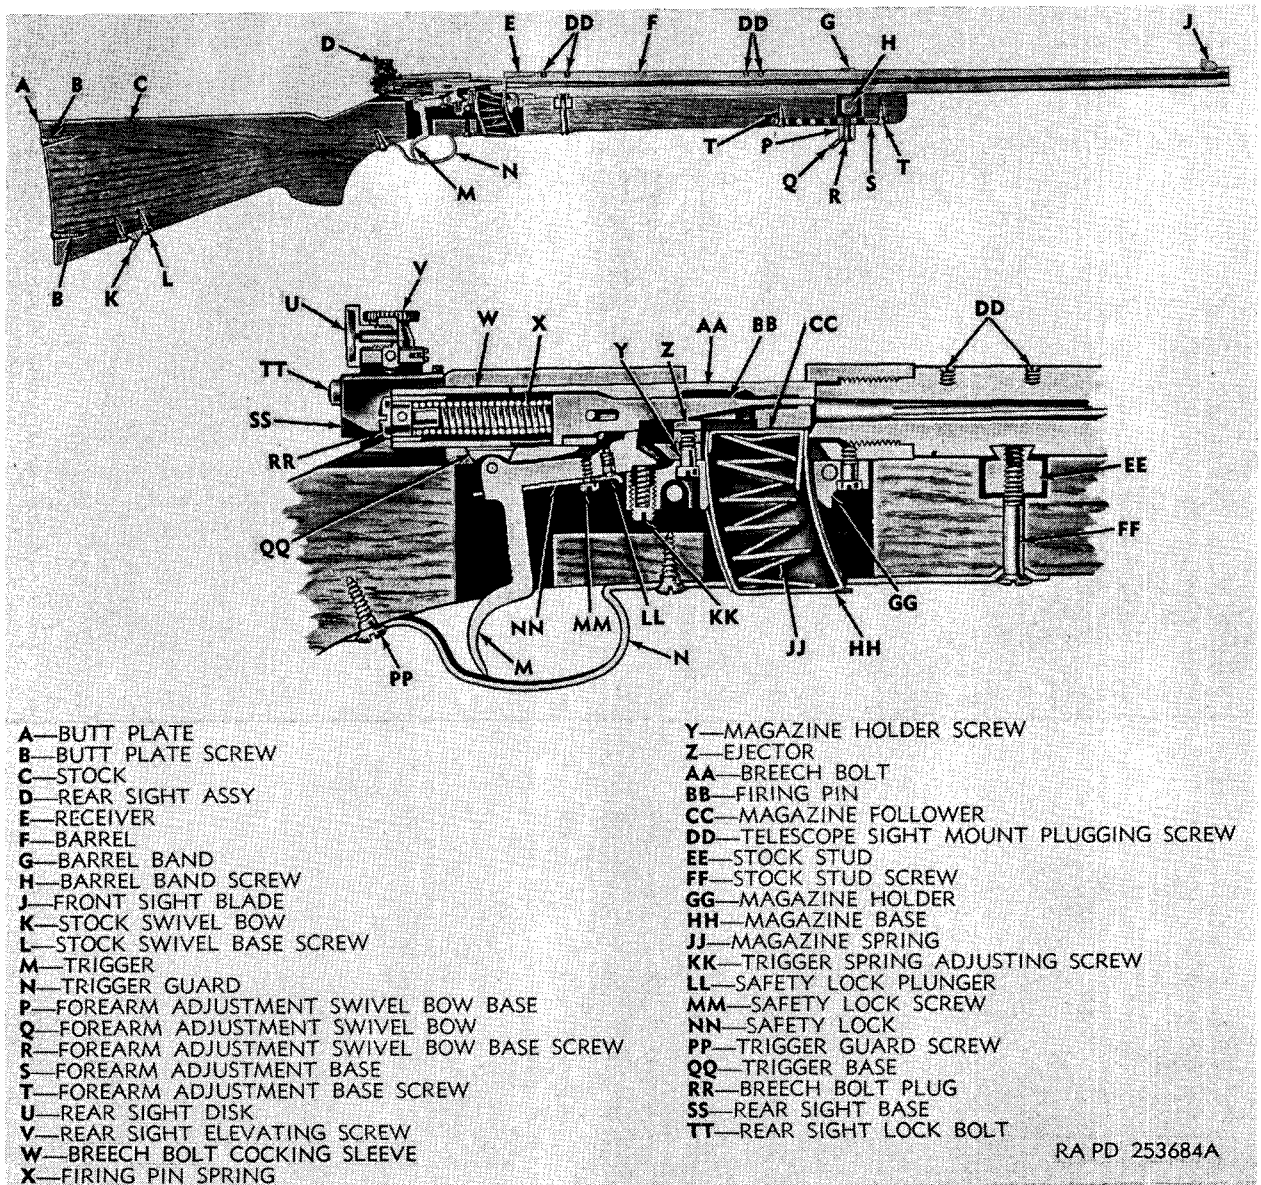 E DD F DD G J
D H
A B C
T P S T
N
M Q R
B K L
V
U W X AA BB CC DD
Y Z
TT
SS
RR EE
QQ FF
GG
NN MM LL KK
M N JJ HH
PP
A—BUTT PLATE
B—BUTT PLATE SCREW
C—STOCK
D—REAR SIGHT ASSY
E—RECEIVER
F—BARREL
G—BARREL BAND
H—BARREL BAND SCREW
J—FRONT SIGHT BLADE
K—STOCK SWIVEL BOW
L—STOCK SWIVEL BASE SCREW
M—TRIGGER
N—TRIGGER GUARD
P—FOREARM ADJUSTMENT SWIVEL BOW BASE
Q—FOREARM ADJUSTMENT SWIVEL BOW
R—FOREARM ADJUSTMENT SWIVEL BOW BASE SCREW
S—FOREARM ADJUSTMENT BASE
T—FOREARM ADJUSTMENT BASE SCREW
U—REAR SIGHT DISK
V—REAR SIGHT ELEVATING SCREW
W—BREECH BOLT COCKING SLEEVE
X—FIRING PIN SPRING
Y—MAGAZINE HOLDER SCREW
Z—EJECTOR
AA—BREECH BOLT
BB—FIRING PIN
CC—MAGAZINE FOLLOWER
DD—TELESCOPE SIGHT MOUNT PLUGGING SCREW
EE—STOCK STUD
FF—STOCK STUD SCREW
GG—MAGAZINE HOLDER
HH—MAGAZINE BASE
JJ—MAGAZINE SPRING
KK—TRIGGER SPRING ADJUSTING SCREW
LL—SAFETY LOCK PLUNGER
MM—SAFETY LOCK SCREW
NN—SAFETY LOCK
PP—TRIGGER GUARD SCREW
QQ—TRIGGER BASE
RR—BREECH BOLT PLUG
SS—REAR SIGHT BASE
TT—REAR SIGHT LOCK BOLT
RA PD 253684A